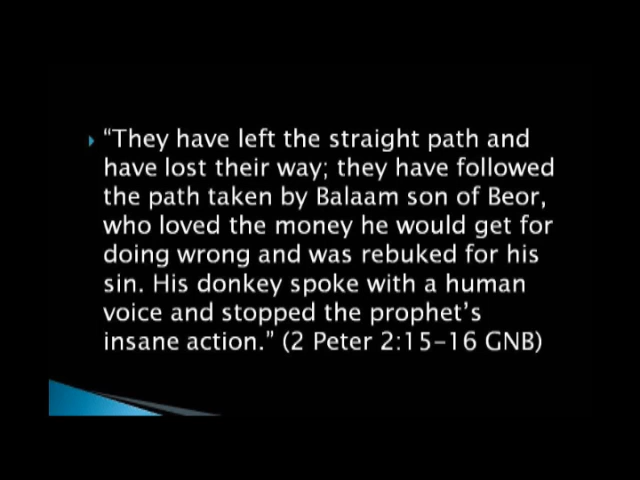 “They have left the straight path and
have lost their way; they have followed
the path taken by Balaam son of Beor,
who loved the money he would get for
doing wrong and was rebuked for his
sin. His donkey spoke with a human
voice and stopped the prophet’s
insane action.” (2 Peter 2:15–16 GNB)